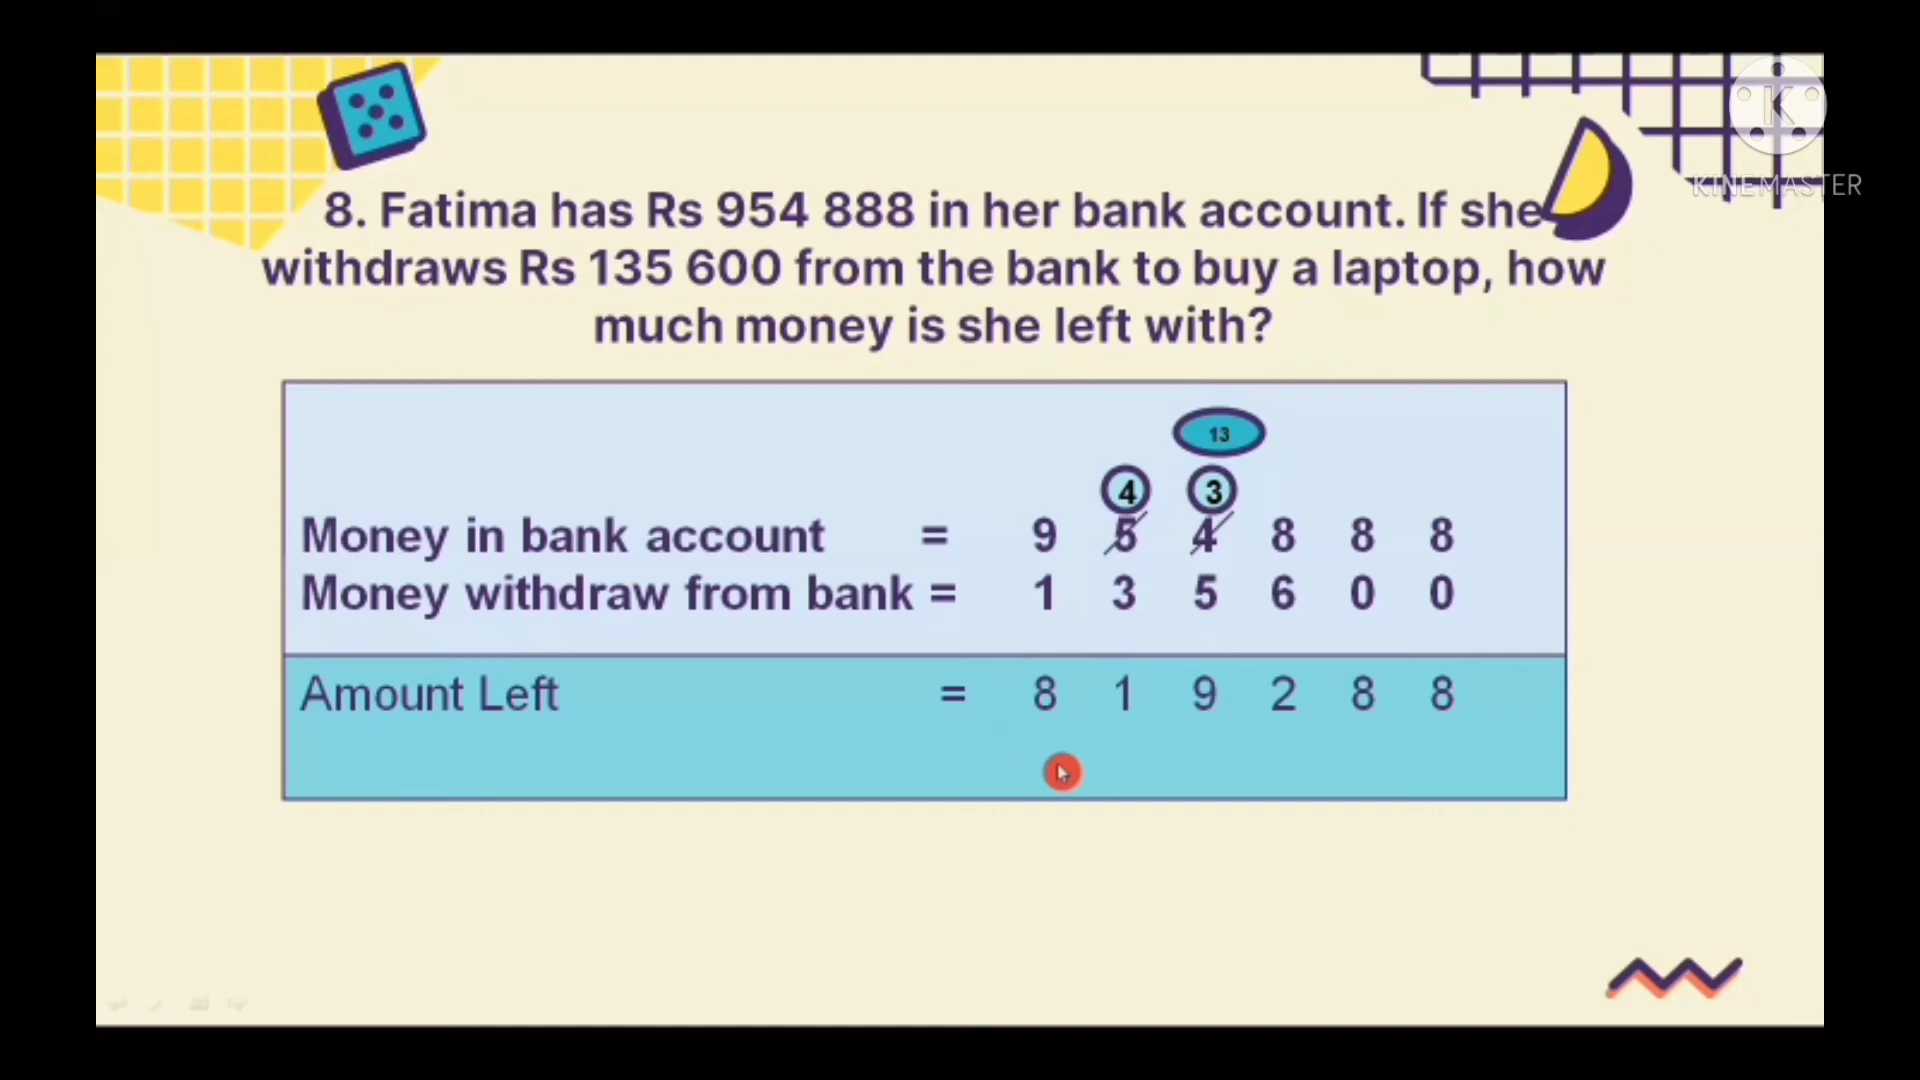 K
KINEMASTER
8. Fatima has Rs 954 888 in her bank account. If she
withdraws Rs 135 600 from the bank to buy a laptop, how
much money is she left with?
13
4 3
Money in bank account = 9 5 4 8 8 8
Money withdraw from bank = 1 3 5 6 0 0
Amount Left = 8 1 9 2 8 8